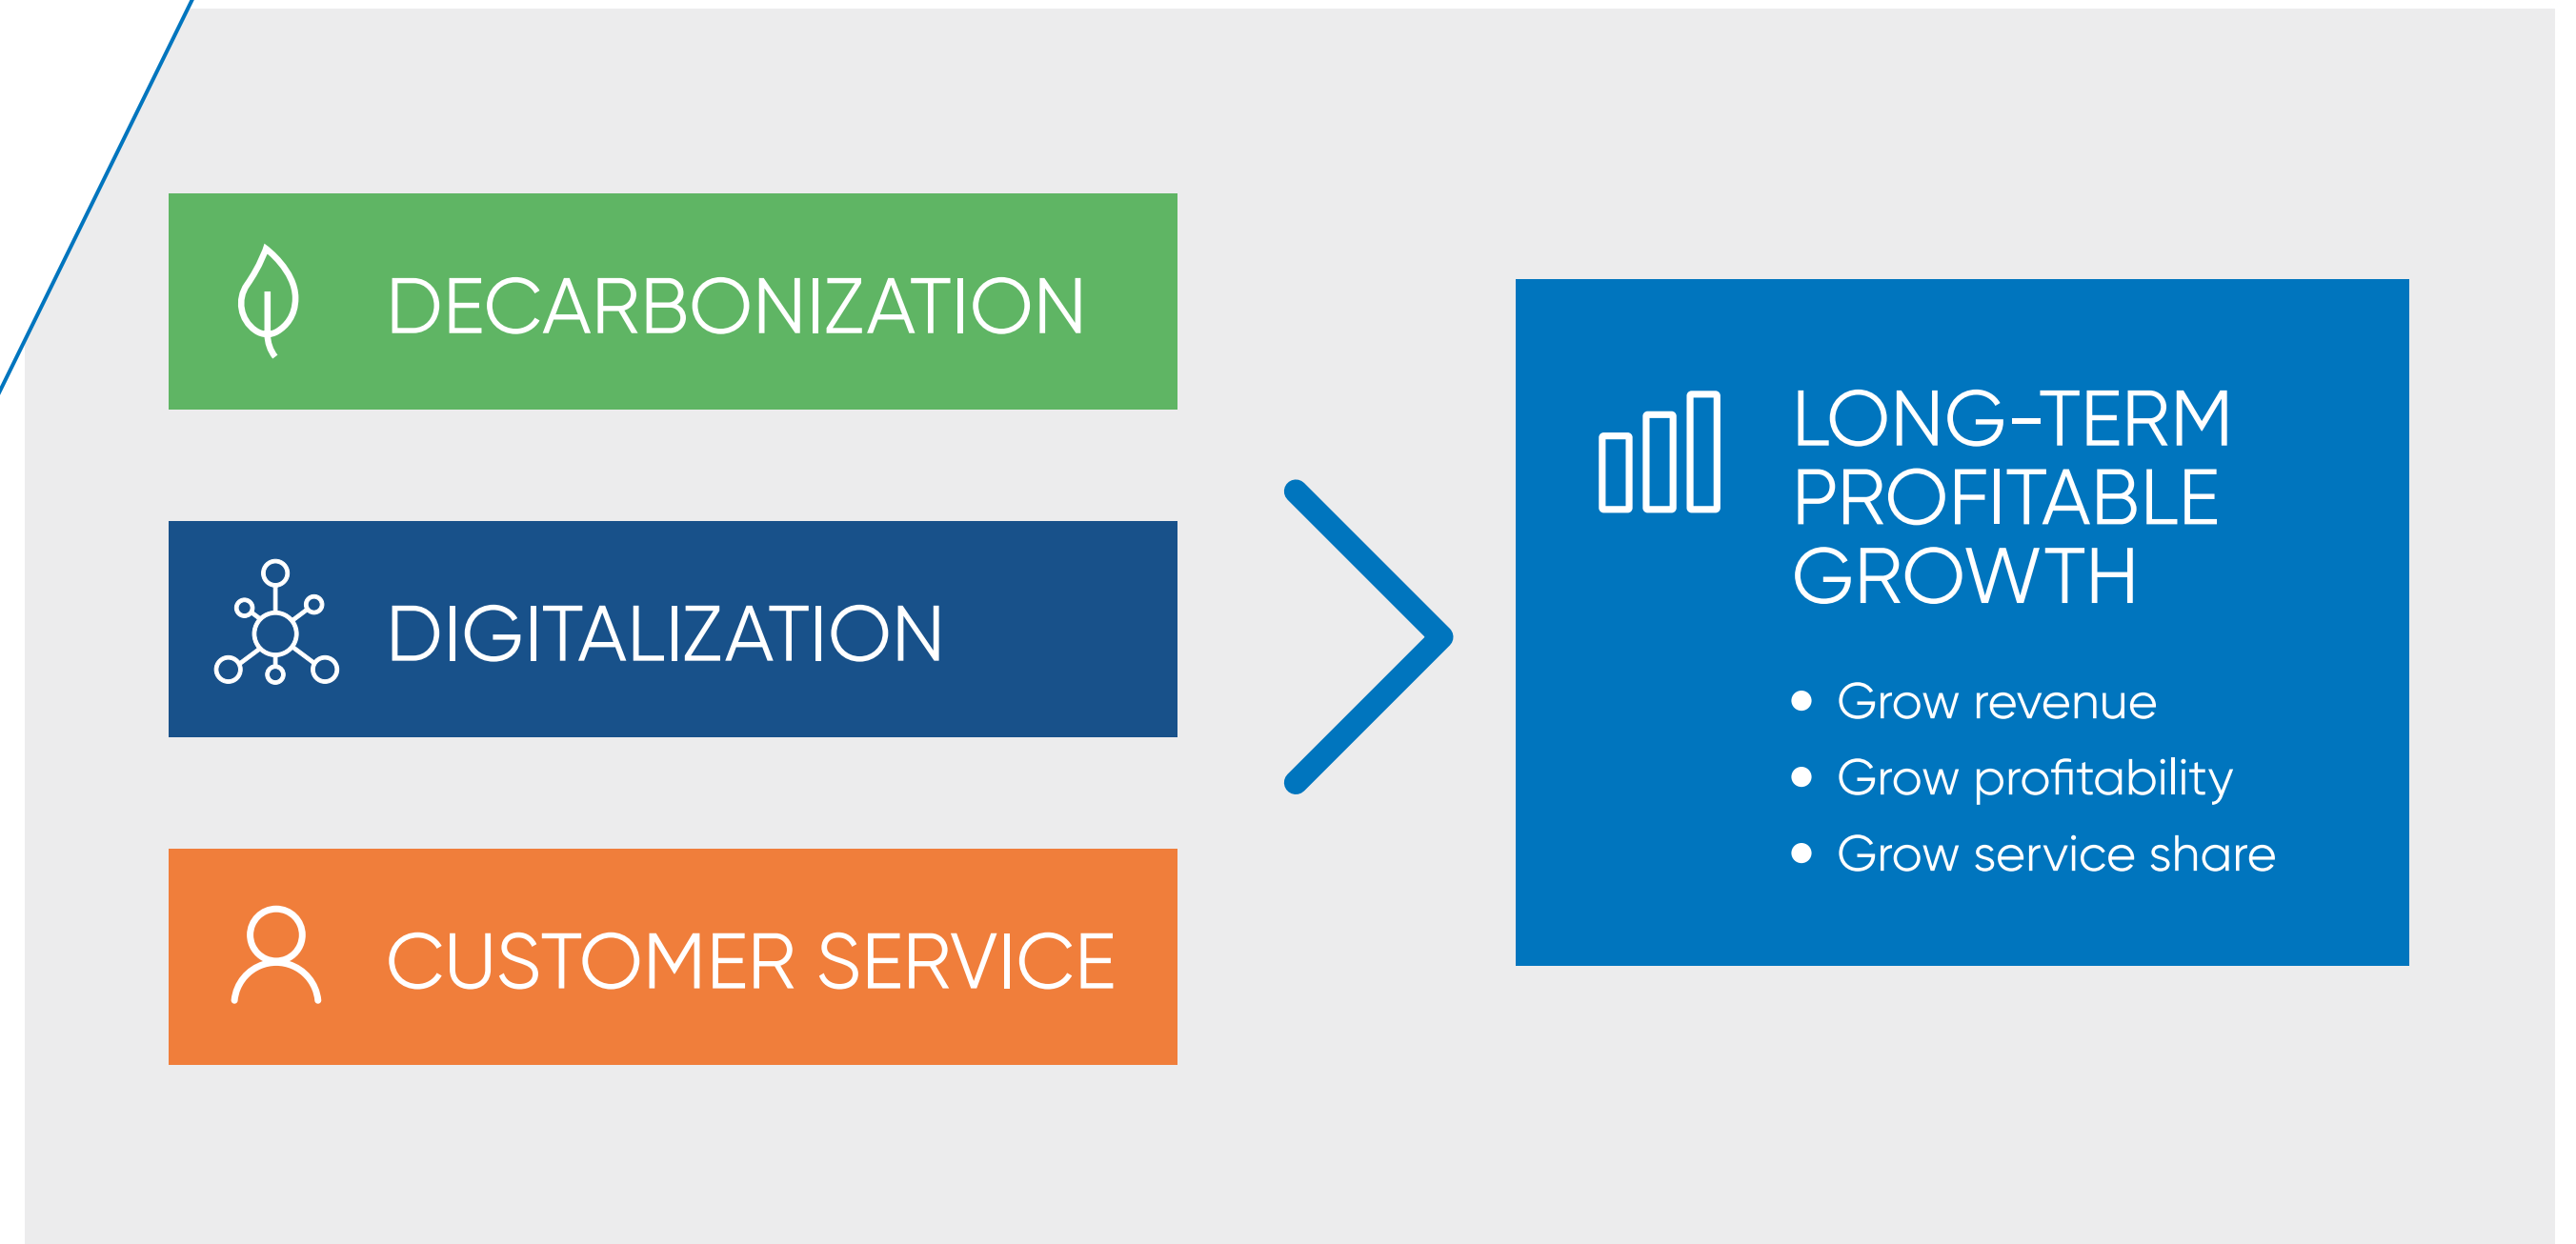 DECARBONIZATION
DIGITALIZATION
CUSTOMER SERVICE
LONG-TERM
PROFITABLE
GROWTH
• Grow revenue
• Grow profitability
• Grow service share